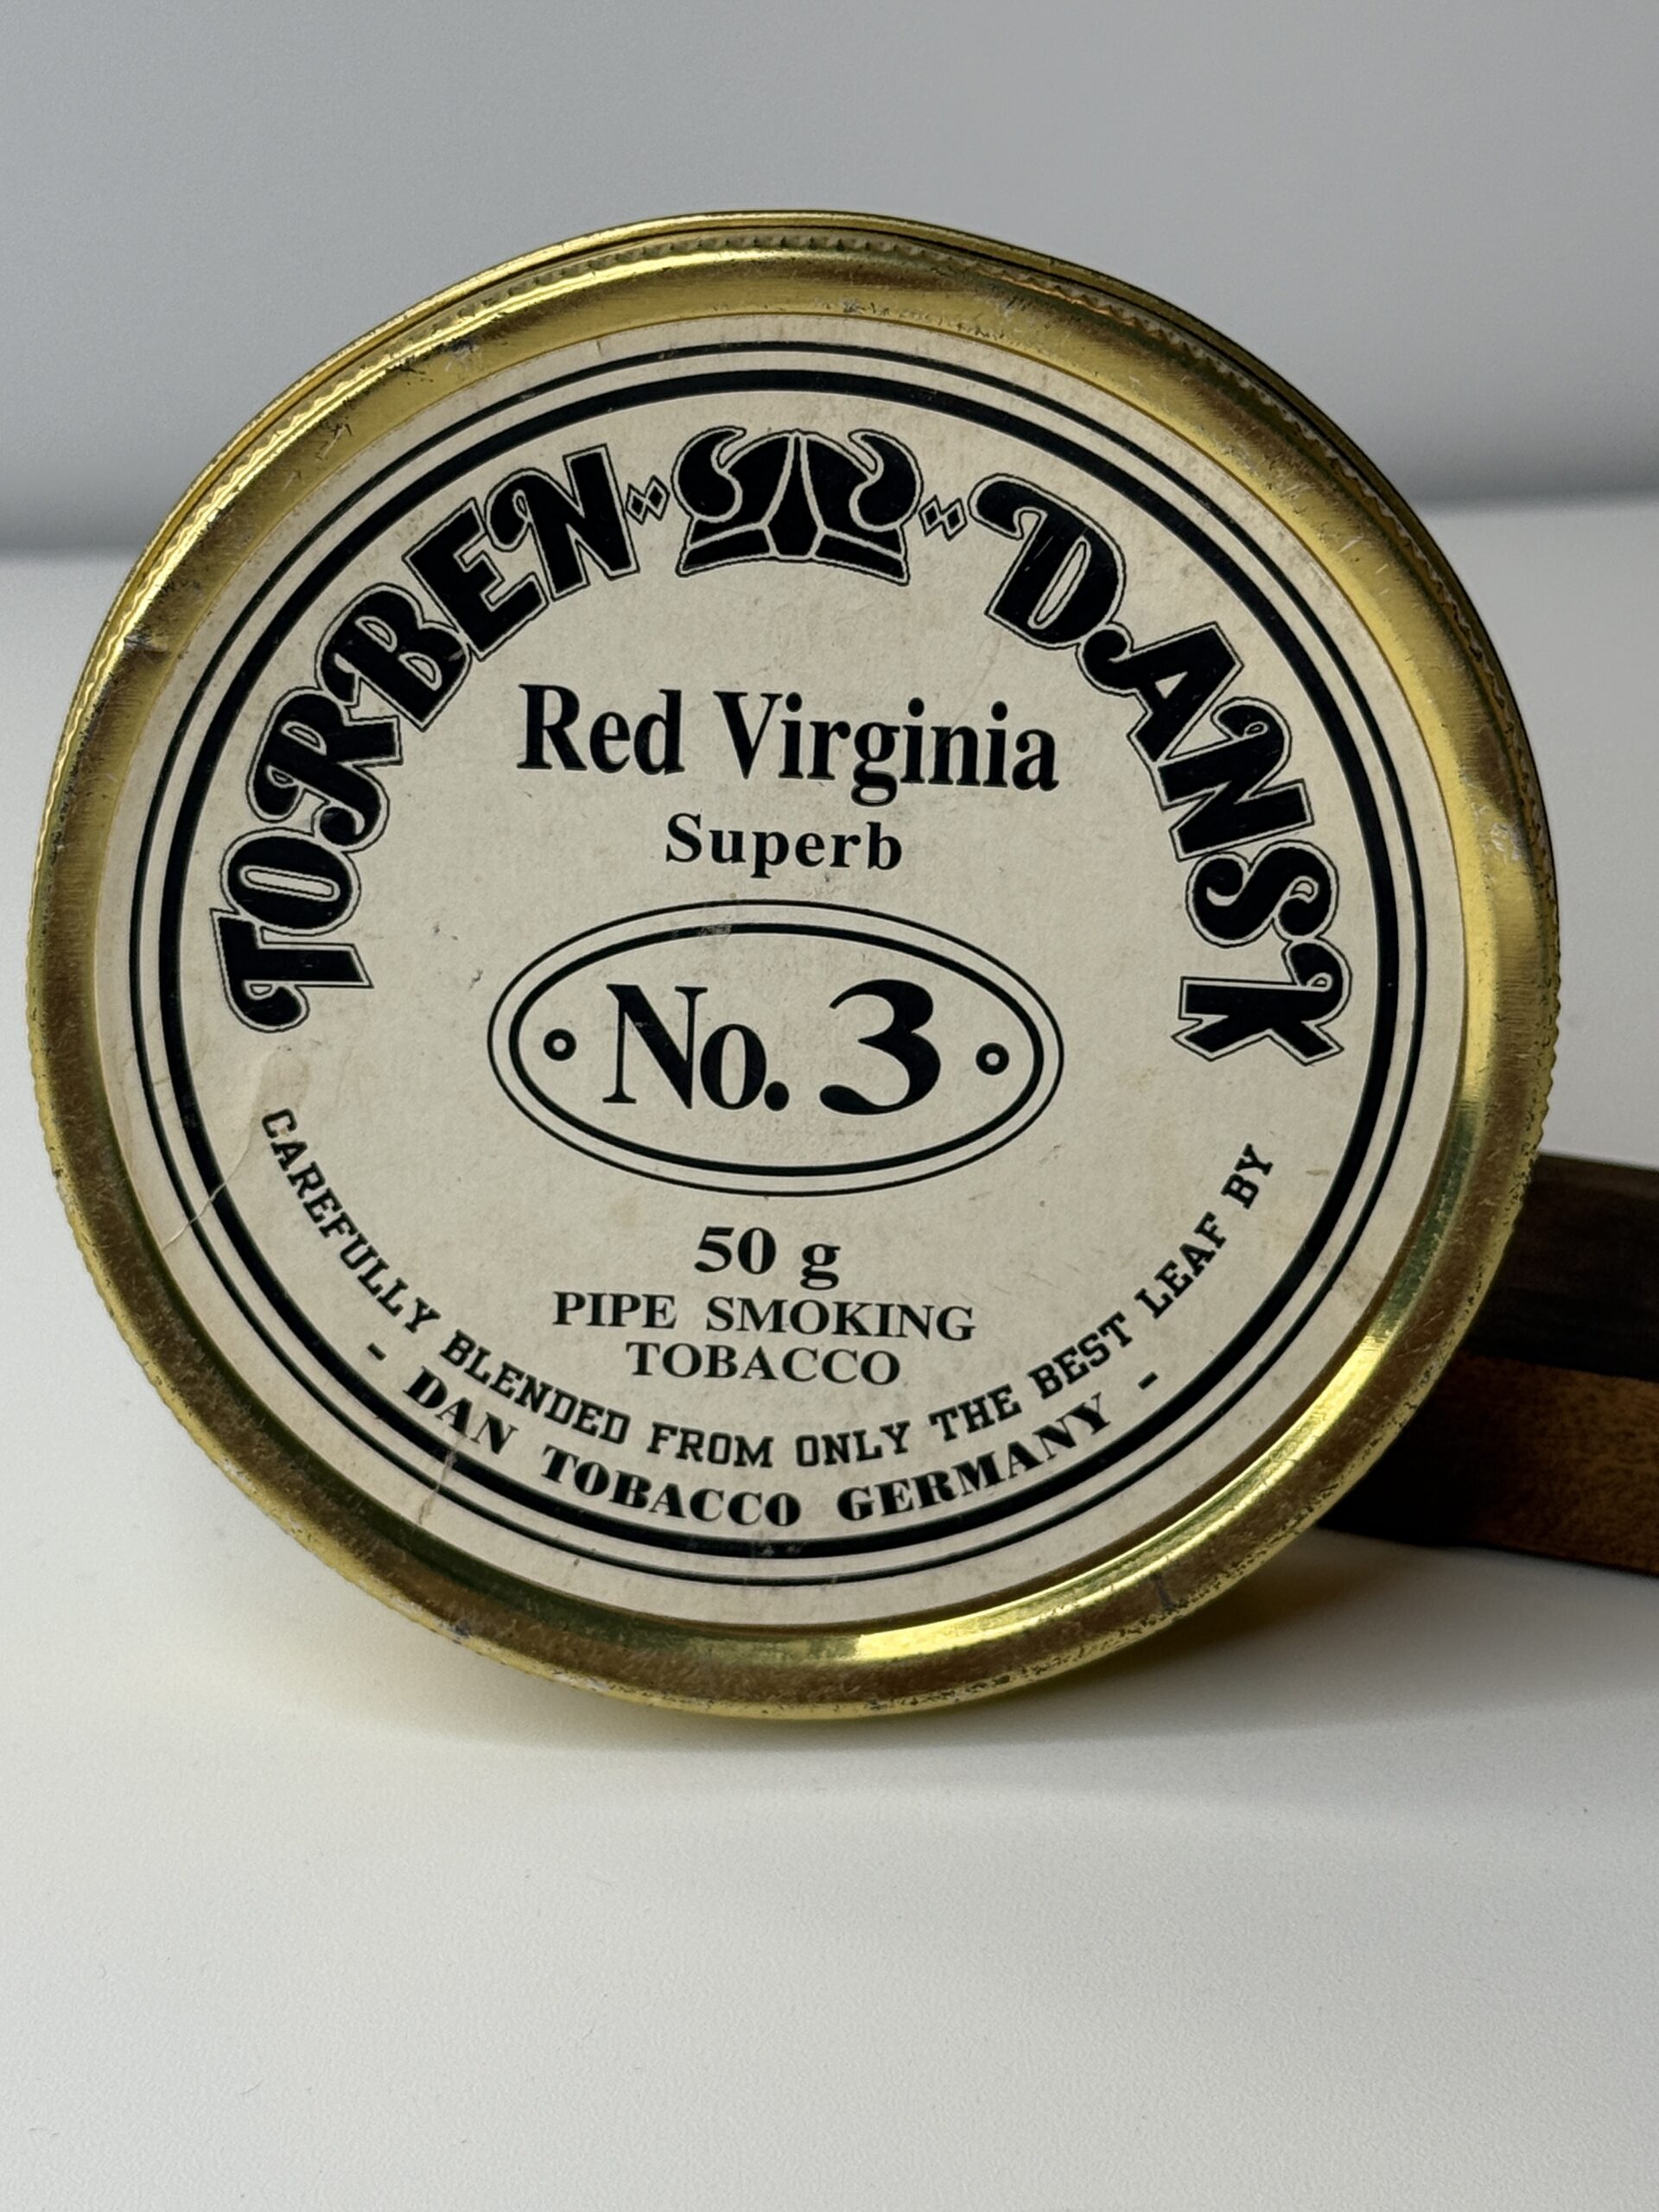 TORBEN DANSK
Red Virginia
Superb
No. 3
50 g
PIPE SMOKING
TOBACCO
CAREFULLY BLENDED FROM ONLY THE BEST LEAF BY
- DAN TOBACCO GERMANY -